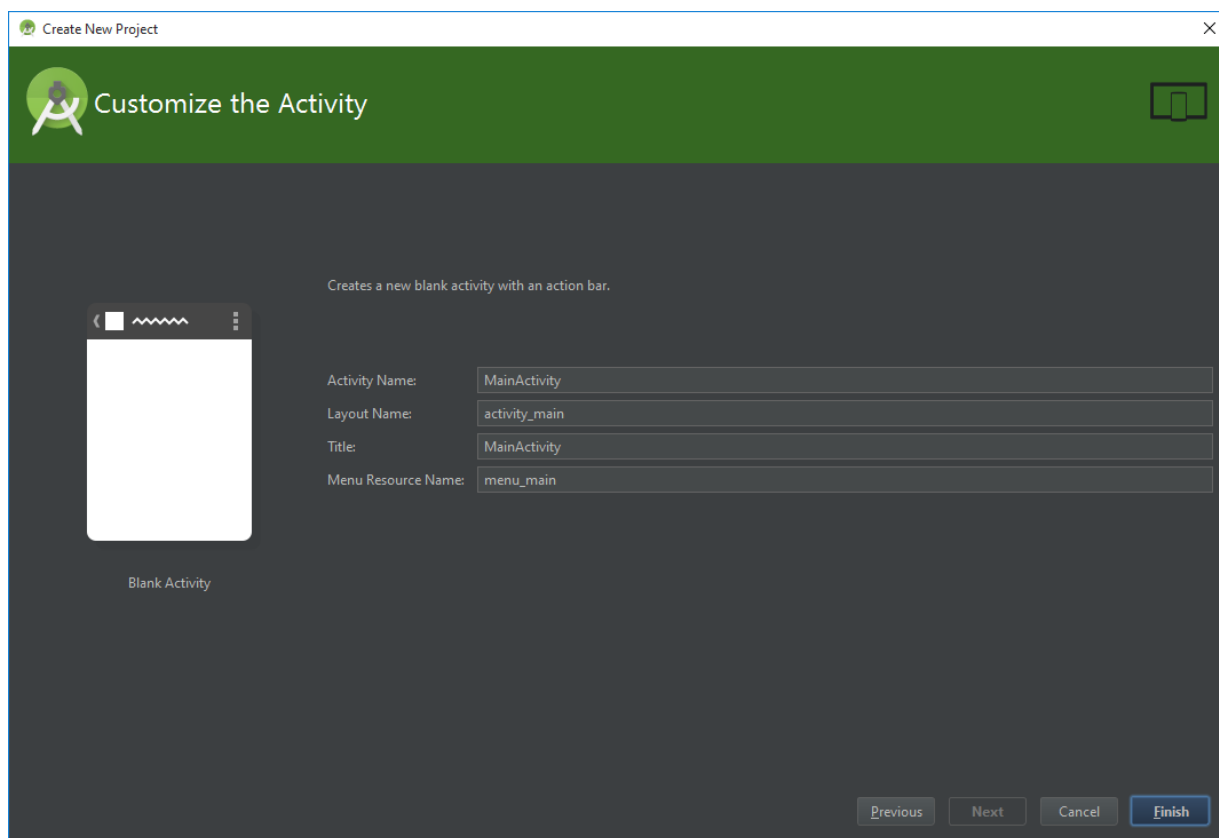 Create New Project
Customize the Activity
Creates a new blank activity with an action bar.
Activity Name: MainActivity
Layout Name: activity_main
Title: MainActivity
Menu Resource Name: menu_main
Blank Activity
Previous Next Cancel Finish